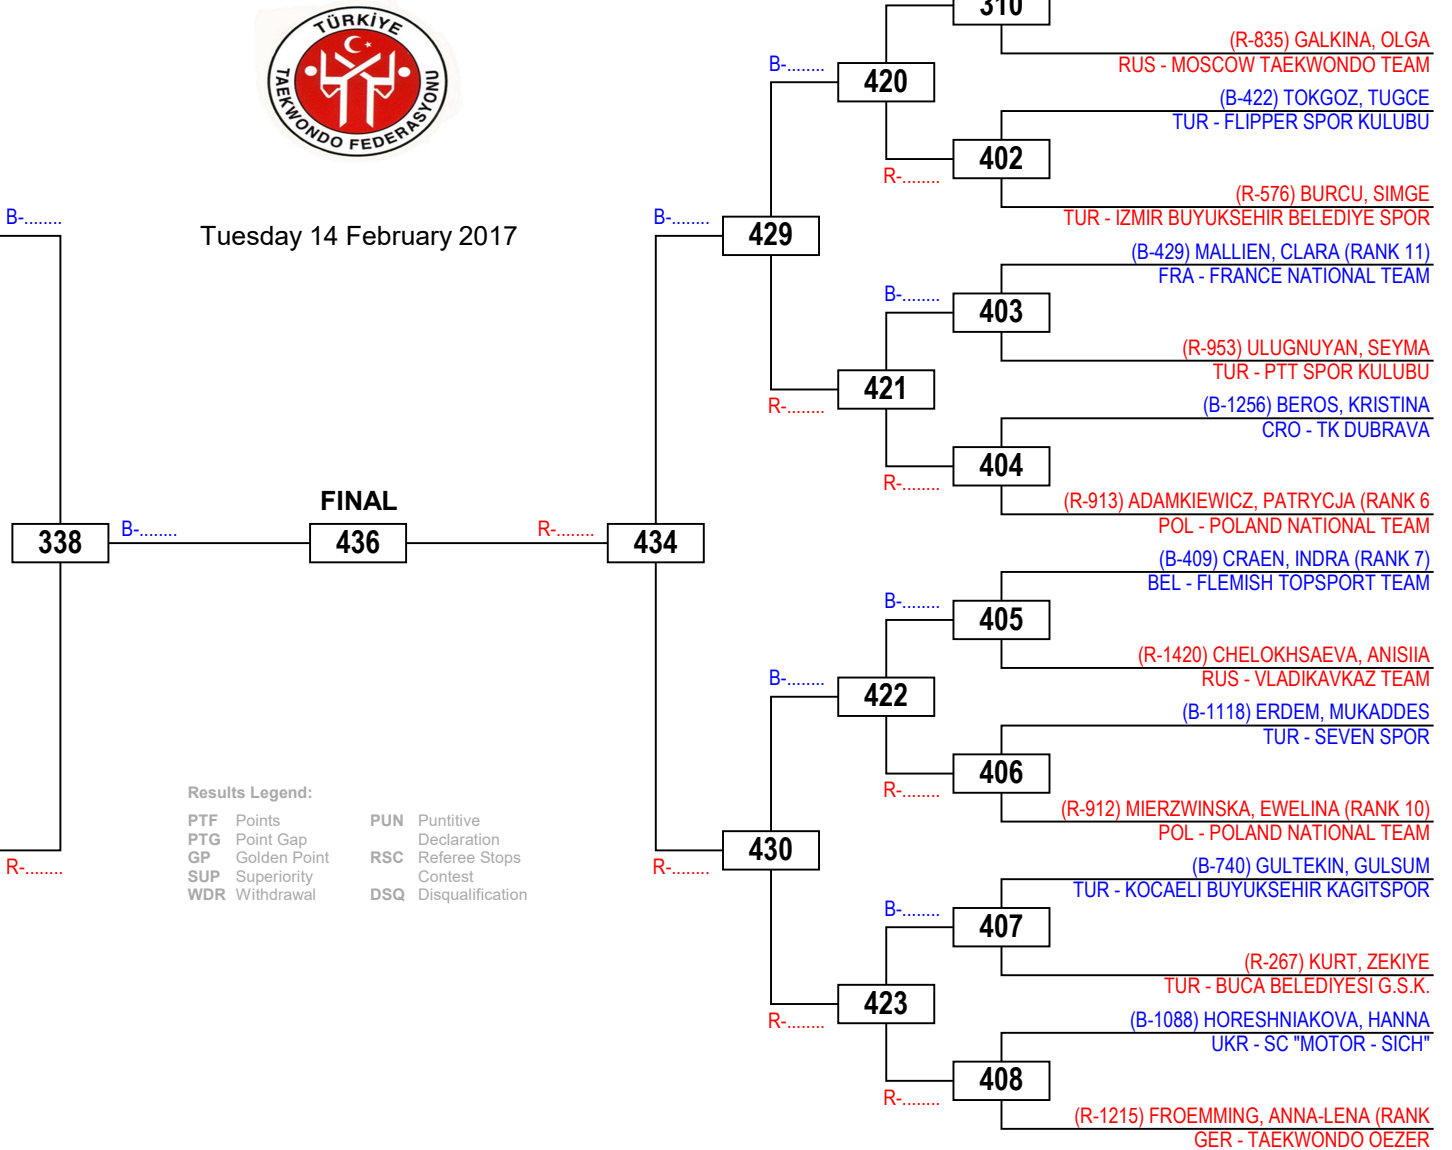 TÜRKİYE
TAEKWONDO FEDERASYONU
Tuesday 14 February 2017
310
(R-835) GALKINA, OLGA
RUS - MOSCOW TAEKWONDO TEAM
B-........
420
(B-422) TOKGOZ, TUGCE
TUR - FLIPPER SPOR KULUBU
402
R-........
(R-576) BURCU, SIMGE
TUR - IZMIR BUYUKSEHIR BELEDIYE SPOR
B-........
B-........
429
(B-429) MALLIEN, CLARA (RANK 11)
FRA - FRANCE NATIONAL TEAM
B-........
403
(R-953) ULUGNUYAN, SEYMA
TUR - PTT SPOR KULUBU
421
R-........
(B-1256) BEROS, KRISTINA
CRO - TK DUBRAVA
404
R-........
(R-913) ADAMKIEWICZ, PATRYCJA (RANK 6
POL - POLAND NATIONAL TEAM
FINAL
338
B-........
436
R-........
434
(B-409) CRAEN, INDRA (RANK 7)
BEL - FLEMISH TOPSPORT TEAM
B-........
405
(R-1420) CHELOKHSAEVA, ANISIIA
RUS - VLADIKAVKAZ TEAM
B-........
422
(B-1118) ERDEM, MUKADDES
TUR - SEVEN SPOR
406
R-........
(R-912) MIERZWINSKA, EWELINA (RANK 10)
POL - POLAND NATIONAL TEAM
430
R-........
R-........
(B-740) GULTEKIN, GULSUM
TUR - KOCAELI BUYUKSEHIR KAGITSPOR
B-........
407
(R-267) KURT, ZEKIYE
TUR - BUCA BELEDIYESI G.S.K.
423
R-........
(B-1088) HORESHNIAKOVA, HANNA
UKR - SC "MOTOR - SICH"
408
R-........
(R-1215) FROEMMING, ANNA-LENA (RANK
GER - TAEKWONDO OEZER
Results Legend:
PTF Points
PTG Point Gap
GP Golden Point
SUP Superiority
WDR Withdrawal
PUN Puntitive
Declaration
RSC Referee Stops
Contest
DSQ Disqualification